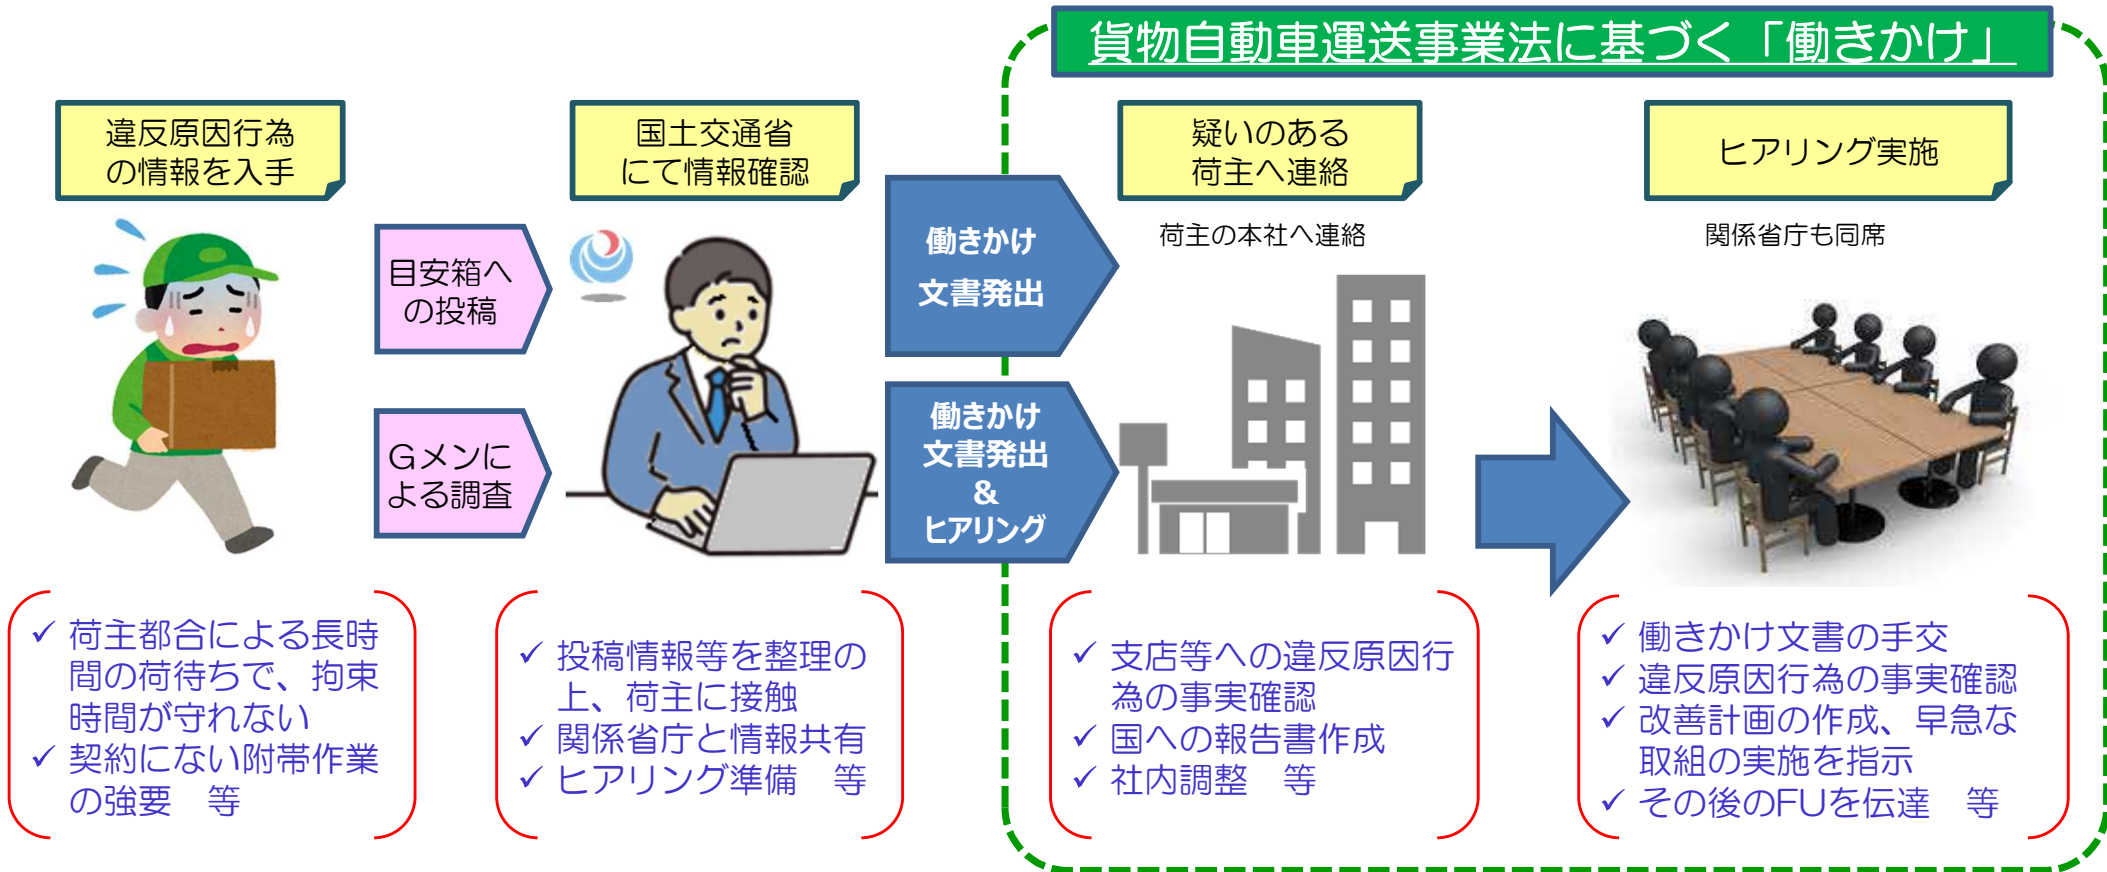 貨物自動車運送事業法に基づく「働きかけ」
違反原因行為
の情報を入手
目安箱へ
の投稿
Gメンに
よる調査
✓ 荷主都合による長時
間の荷待ちで、拘束
時間が守れない
✓ 契約にない附帯作業
の強要　等
国土交通省
にて情報確認
✓ 投稿情報等を整理の
上、荷主に接触
✓ 関係省庁と情報共有
✓ ヒアリング準備　等
働きかけ
文書発出
働きかけ
文書発出
&
ヒアリング
疑いのある
荷主へ連絡
荷主の本社へ連絡
✓ 支店等への違反原因行
為の事実確認
✓ 国への報告書作成
✓ 社内調整　等
ヒアリング実施
関係省庁も同席
✓ 働きかけ文書の手交
✓ 違反原因行為の事実確認
✓ 改善計画の作成、早急な
取組の実施を指示
✓ その後のFUを伝達　等